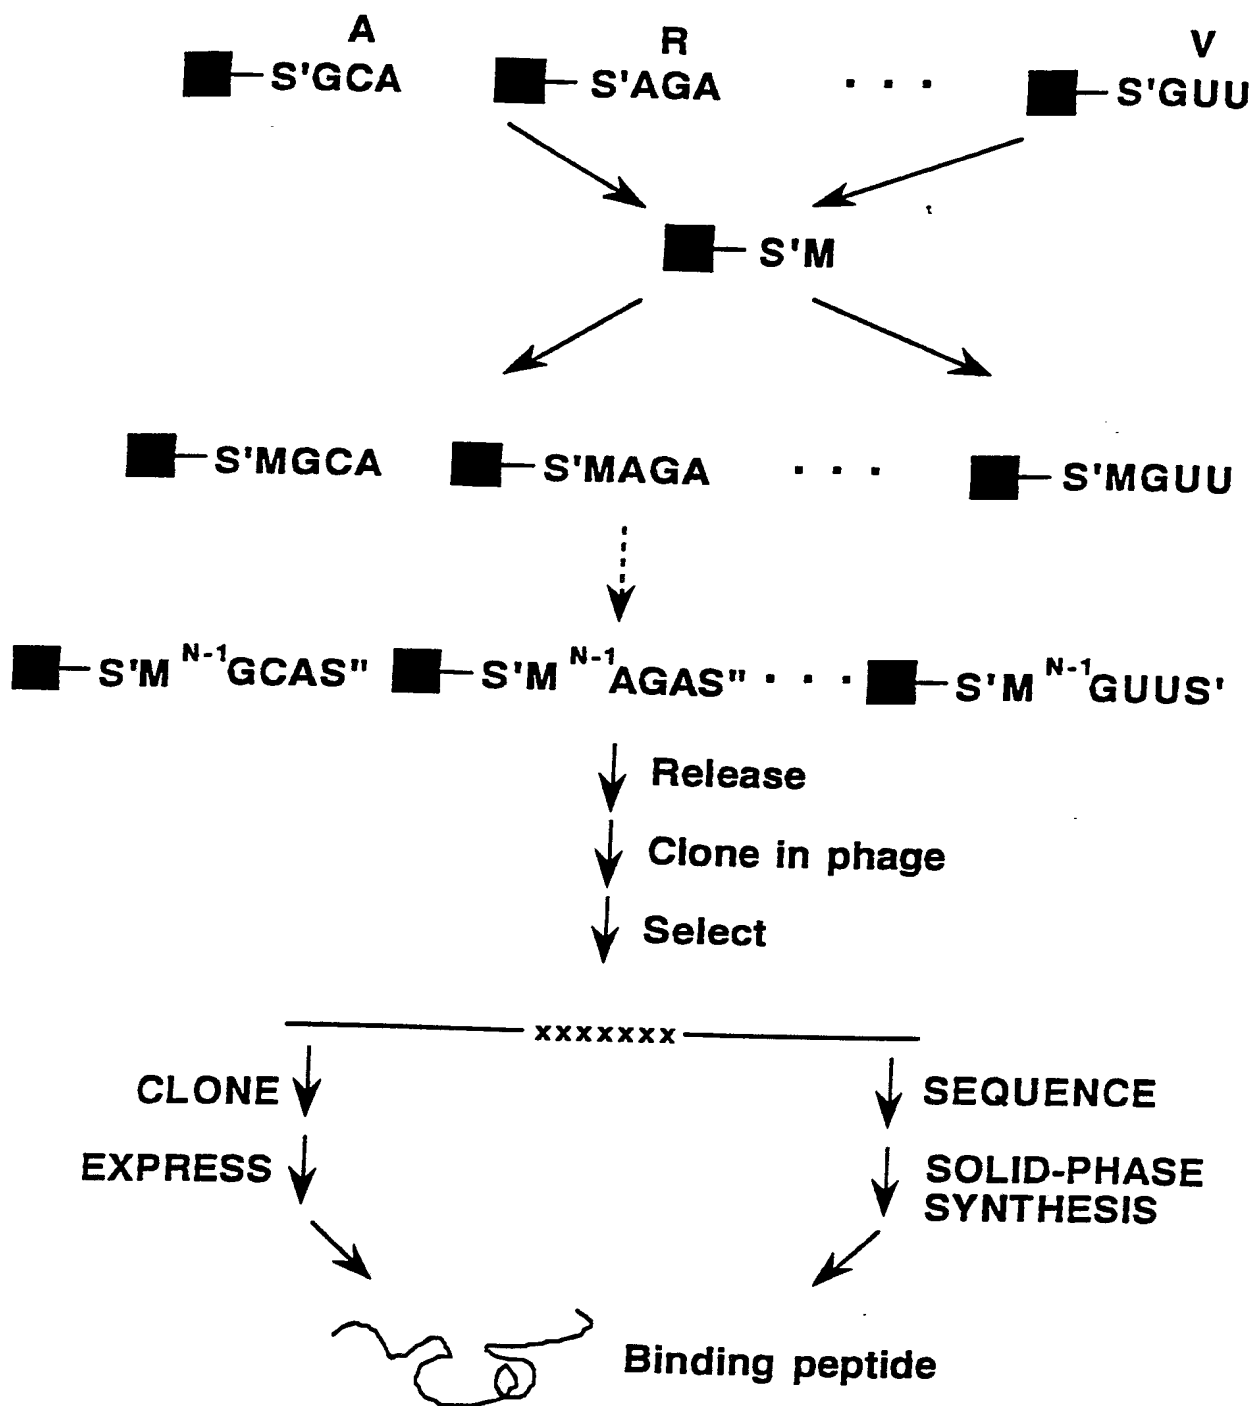 A R V
S'GCA S'AGA . . . S'GUU
S'M
S'MGCA S'MAGA . . . S'MGUU
S'M N-1 GCAS" S'M N-1 AGAS" . . . S'M N-1 GUUS'
Release
Clone in phage
Select
xxxxxxx
CLONE SEQUENCE
EXPRESS SOLID-PHASE
SYNTHESIS
Binding peptide